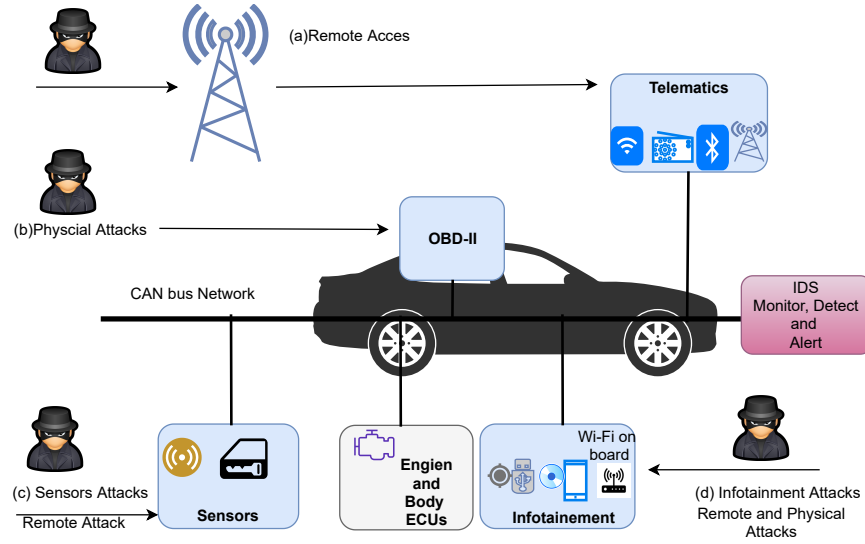 (a)Remote Acces
Telematics
(b)Physcial Attacks
OBD-II
CAN bus Network
IDS
Monitor, Detect
and
Alert
(c) Sensors Attacks
Remote Attack
Sensors
Engien
and
Body
ECUs
Wi-Fi on
board
Infotainement
(d) Infotainment Attacks
Remote and Physical
Attacks